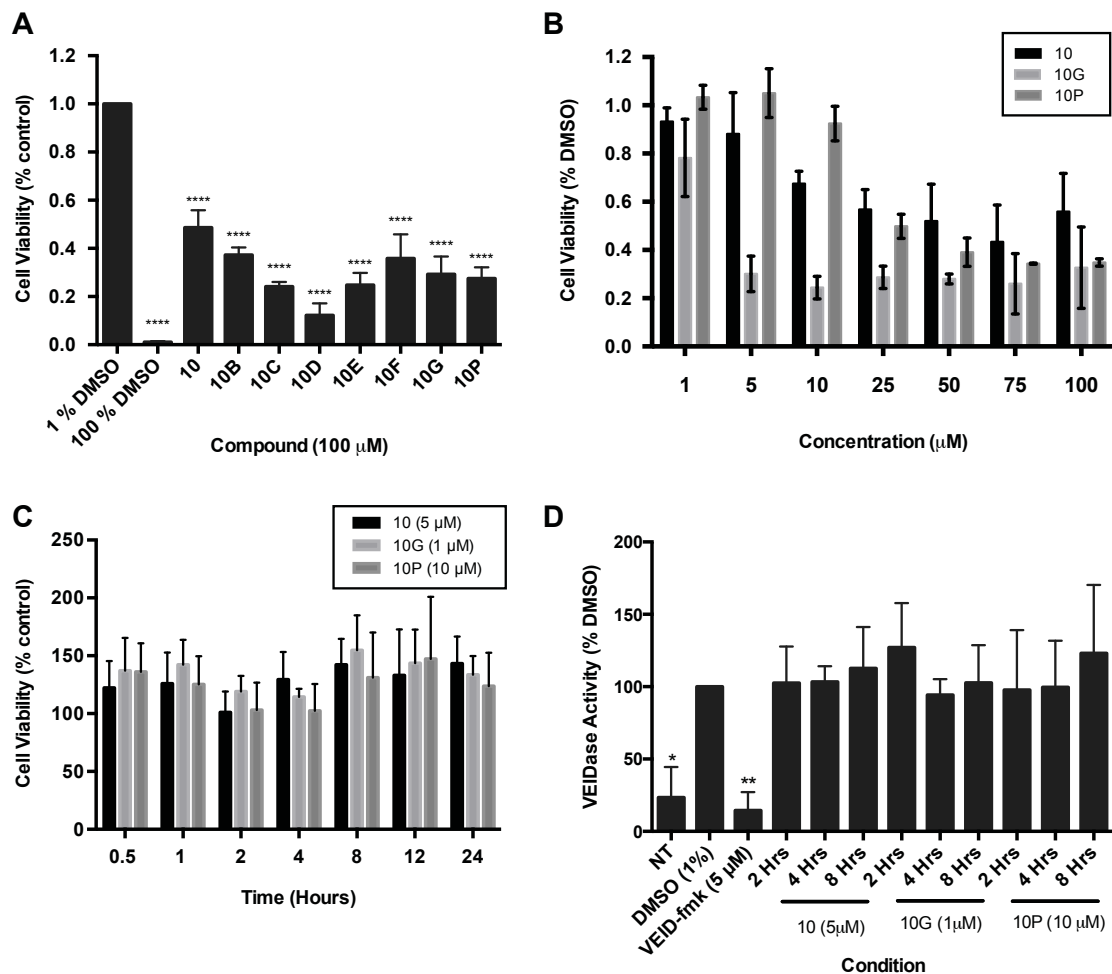 A
Cell Viability (% control)
1.2
1.0
0.8
0.6
0.4
0.2
0.0
****
****
****
****
****
****
****
****
****
1 % DMSO
100 % DMSO
10
10B
10C
10D
10E
10F
10G
10P
Compound (100 μM)
B
Cell Viability (% DMSO)
1.2
1.0
0.8
0.6
0.4
0.2
0.0
10
10G
10P
1 5 10 25 50 75 100
Concentration (μM)
C
Cell Viability (% control)
250
200
150
100
50
0
10 (5 μM)
10G (1 μM)
10P (10 μM)
0.5 1 2 4 8 12 24
Time (Hours)
D
VEIDase Activity (% DMSO)
200
150
100
50
0
*
**
NT
DMSO (1%)
VEID-fmk (5 μM)
2 Hrs
4 Hrs
8 Hrs
2 Hrs
4 Hrs
8 Hrs
2 Hrs
4 Hrs
8 Hrs
10 (5μM) 10G (1μM) 10P (10 μM)
Condition